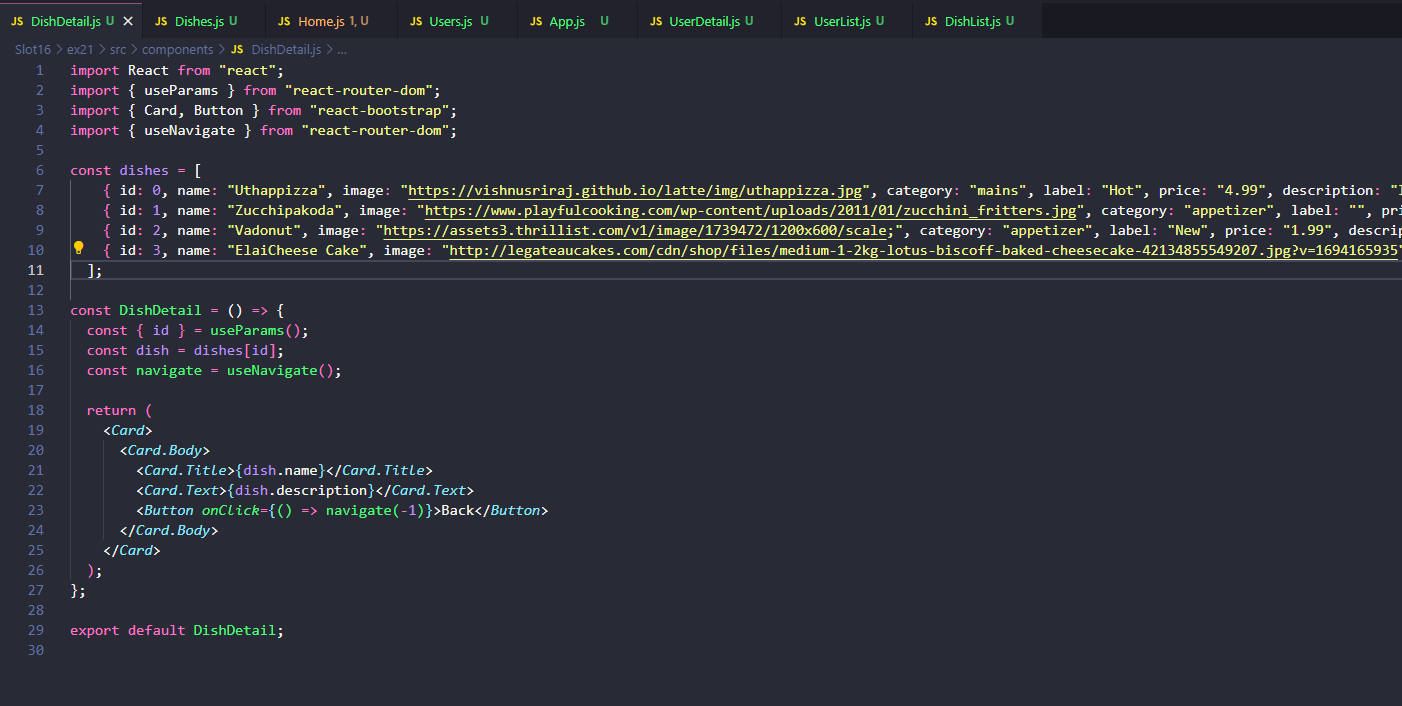 JS DishDetail.js U × JS Dishes.js U JS Home.js 1, U JS Users.js U JS App.js U JS UserDetail.js U JS UserList.js U JS DishList.js U
Slot16 > ex21 > src > components > JS DishDetail.js > ...
1 import React from "react";
2 import { useParams } from "react-router-dom";
3 import { Card, Button } from "react-bootstrap";
4 import { useNavigate } from "react-router-dom";
5
6 const dishes = [
7 { id: 0, name: "Uthappizza", image: "https://vishnusriraj.github.io/latte/img/uthappizza.jpg", category: "mains", label: "Hot", price: "4.99", description: "
8 { id: 1, name: "Zucchipakoda", image: "https://www.playfulcooking.com/wp-content/uploads/2011/01/zucchini_fritters.jpg", category: "appetizer", label: "", pri
9 { id: 2, name: "Vadonut", image: "https://assets3.thrillist.com/v1/image/1739472/1200x600/scale;", category: "appetizer", label: "New", price: "1.99", descrip
10 { id: 3, name: "ElaiCheese Cake", image: "http://legateaucakes.com/cdn/shop/files/medium-1-2kg-lotus-biscoff-baked-cheesecake-42134855549207.jpg?v=1694165935"
11 ];
12
13 const DishDetail = () => {
14 const { id } = useParams();
15 const dish = dishes[id];
16 const navigate = useNavigate();
17
18 return (
19 <Card>
20 <Card.Body>
21 <Card.Title>{dish.name}</Card.Title>
22 <Card.Text>{dish.description}</Card.Text>
23 <Button onClick={() => navigate(-1)}>Back</Button>
24 </Card.Body>
25 </Card>
26 );
27 };
28
29 export default DishDetail;
30